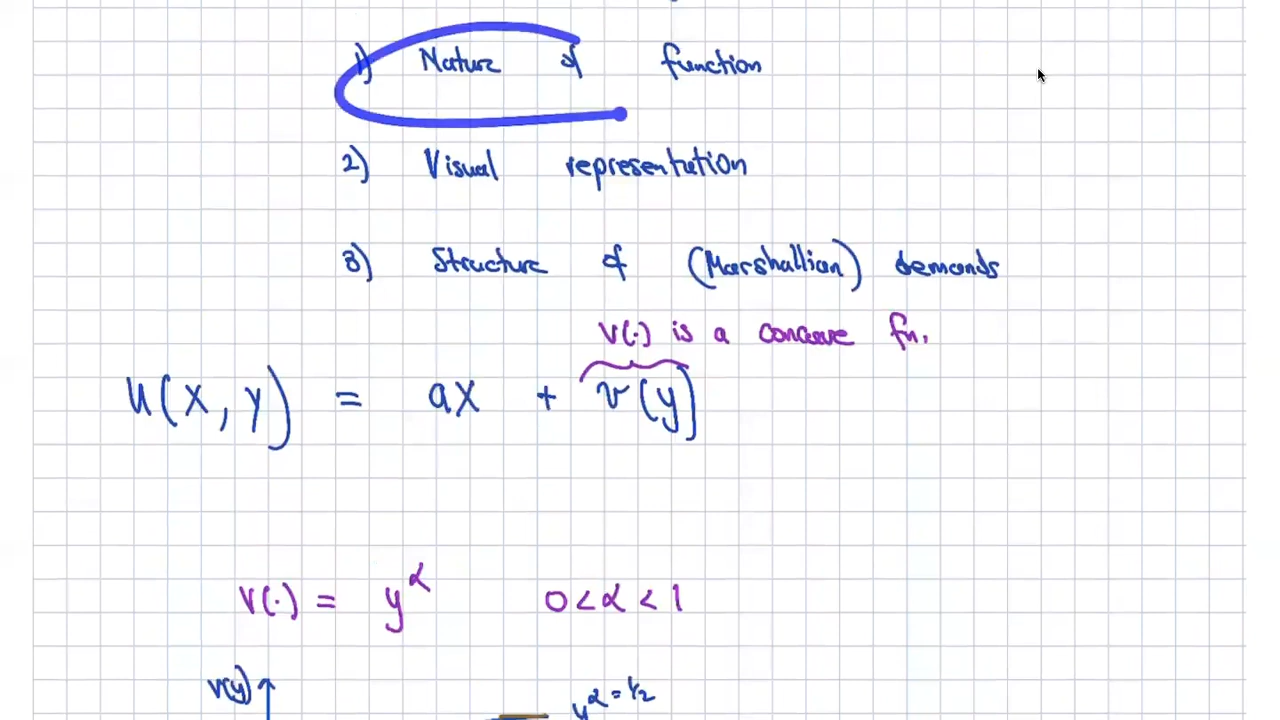 1) Nature of function
2) Visual representation
3) Structure of (Marshallian) demands
V(·) is a concave fn.
u(x, y) = ax + v(y)
V(·) = y^α 0 < α < 1
V(y)
y^α = 1/2